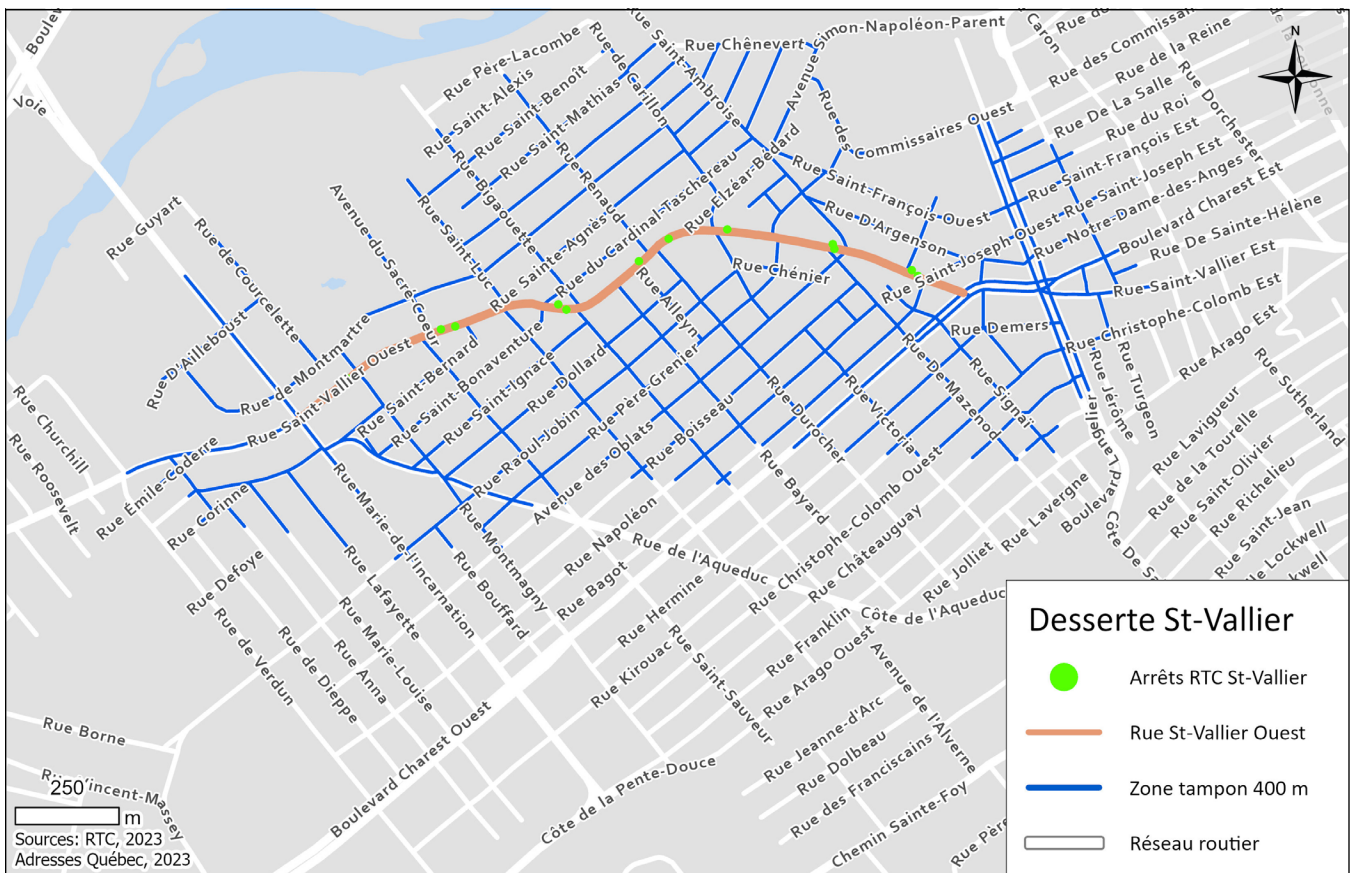 Boulev
Voie
Rue Père-Lacombe
Rue Saint-Alexis
Rue Saint-Benoît
Rue Saint-Mathias
Rue de Carillon
Rue Saint-Ambroise
Rue Chênevert
Avenue Simon-Napoléon-Parent
Rue des Commissaires Ouest
Caron
Rue du
Rue des Commissa
Rue de la Reine
Rue De La Salle
Rue du Roi
Rue Dorchester
N
Rue Saint-François Est
Rue Saint-Joseph Est
Rue Notre-Dame-des-Anges
Boulevard Charest Est
Rue De Sainte-Hélène
Rue Saint-Vallier Est
Rue Christophe-Colomb Est
Rue Arago Est
Rue Sutherland
Rue Guyart
Rue de Courcelette
Avenue du Sacré-Coeur
Rue Saint-Luc
Rue Bigaouette
Rue Renaud
Rue Sainte-Agnès
Rue du Cardinal-Taschereau
Rue Elzéar-Bédard
Rue Saint-François Ouest
Rue D'Argenson
Rue Saint-Joseph Ouest
Rue Chénier
Rue Alleyn
Rue D'Ailleboust
Rue de Montmartre
Rue Saint-Vallier Ouest
Rue Saint-Bernard
Rue Saint-Bonaventure
Rue Saint-Ignace
Rue Dollard
Rue Raoul-Jobin
Rue Père-Grenier
Avenue des Oblats
Rue Boisseau
Rue Durocher
Rue Victoria
Rue De Mazenod
Rue Signaï
Rue Demers
Rue Jérôme
Rue Turgeon
Boulevard Langelier
Rue Lavigueur
Rue de la Tourelle
Rue Saint-Olivier
Rue Richelieu
Rue Saint-Jean
Rue Churchill
Rue Roosevelt
Rue Émile-Coderre
Rue Corinne
Rue Defoye
Rue de Verdun
Rue de Dieppe
Rue Anna
Rue Marie-Louise
Rue Lafayette
Rue Marie-de-l'Incarnation
Rue Montmagny
Rue Bouffard
Rue Napoléon
Rue Bagot
Rue de l'Aqueduc
Rue Bayard
Rue Christophe-Colomb Ouest
Rue Châteauguay
Rue Lavergne
Rue Jolliet
Côte de l'Aqueduc
Rue Hermine
Rue Kirouac
Rue Saint-Sauveur
Rue Franklin
Rue Arago Ouest
Avenue de l'Alverne
Rue Jeanne-d'Arc
Rue Dolbeau
Rue des Franciscains
Chemin Sainte-Foy
Rue Père
Côte de la Pente-Douce
Boulevard Charest Ouest
Rue Borne
Côte De Sa
Lockwell
ckwell
250
m
Sources: RTC, 2023
Adresses Québec, 2023
Desserte St-Vallier
Arrêts RTC St-Vallier
Rue St-Vallier Ouest
Zone tampon 400 m
Réseau routier